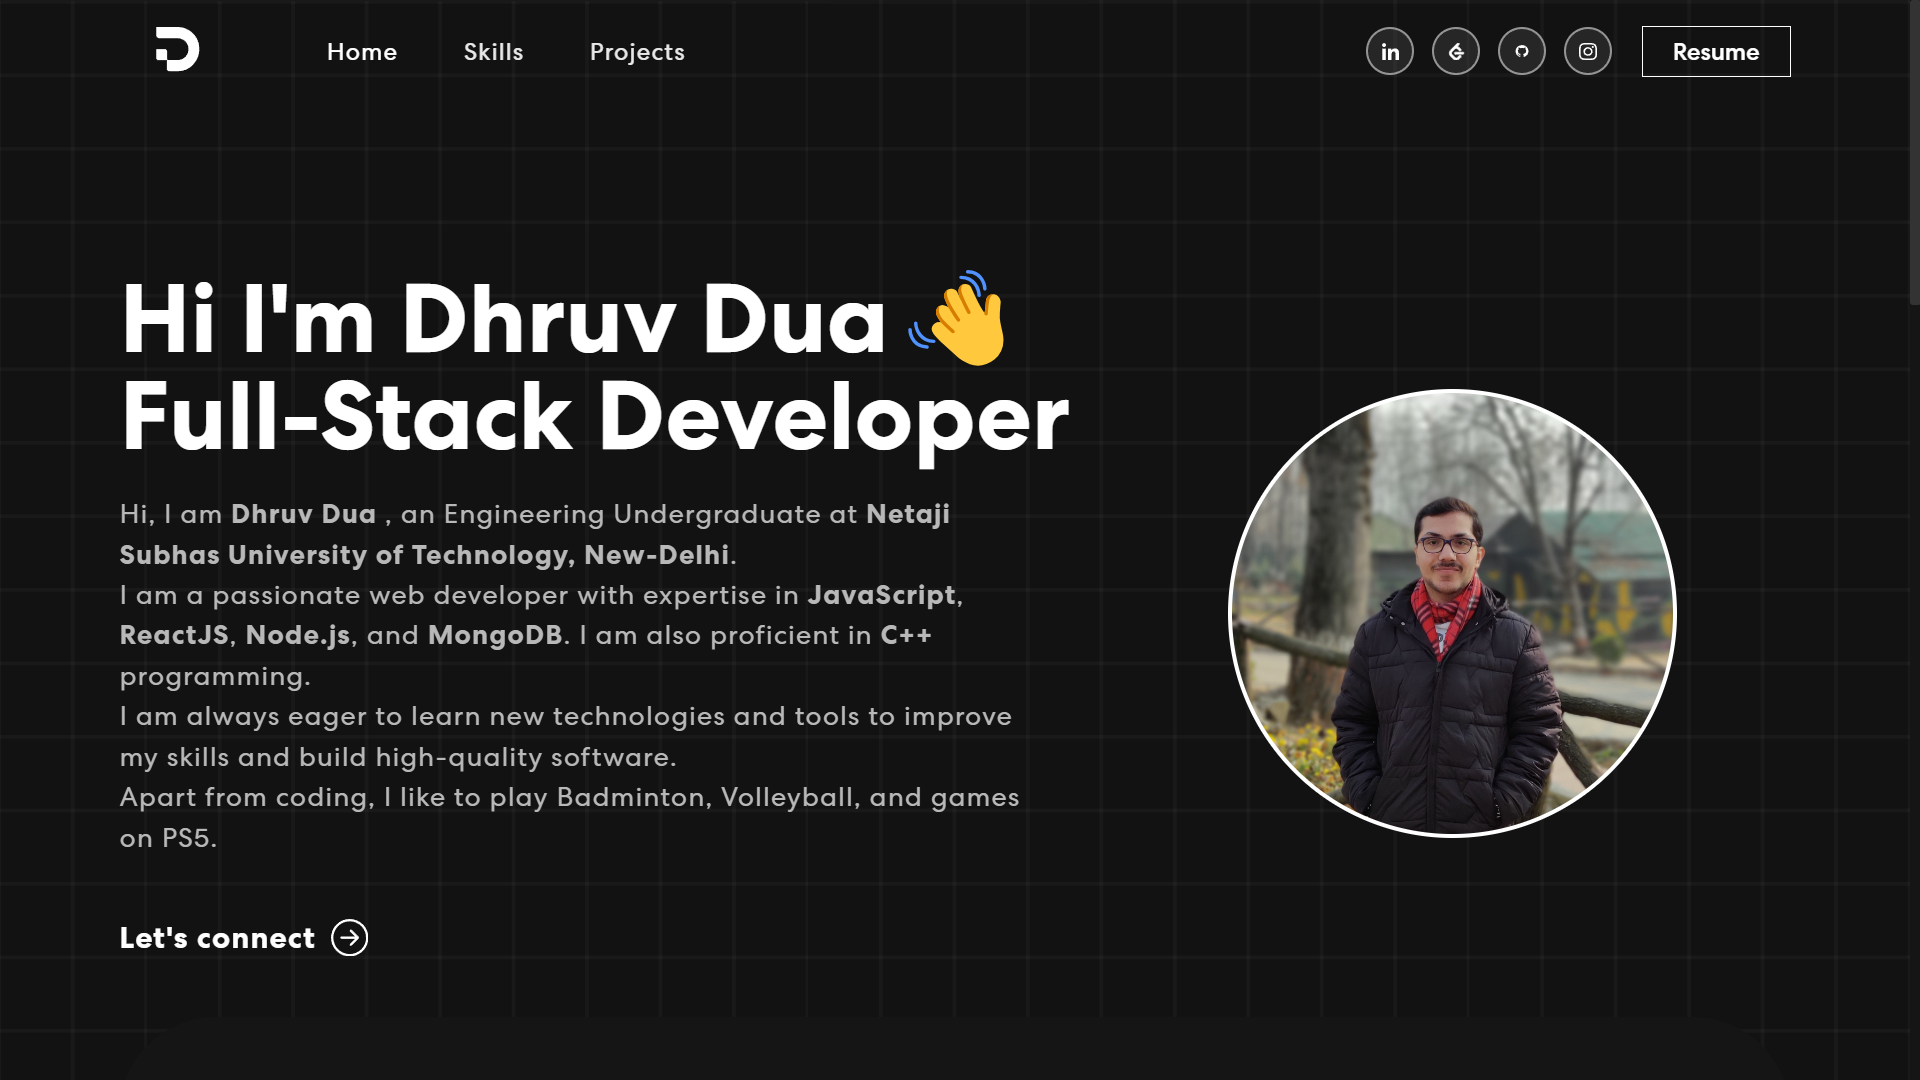 Home Skills Projects in Resume
Hi I'm Dhruv Dua 👋
Full-Stack Developer
Hi, I am Dhruv Dua , an Engineering Undergraduate at Netaji
Subhas University of Technology, New-Delhi.
I am a passionate web developer with expertise in JavaScript,
ReactJS, Node.js, and MongoDB. I am also proficient in C++
programming.
I am always eager to learn new technologies and tools to improve
my skills and build high-quality software.
Apart from coding, I like to play Badminton, Volleyball, and games
on PS5.
Let's connect